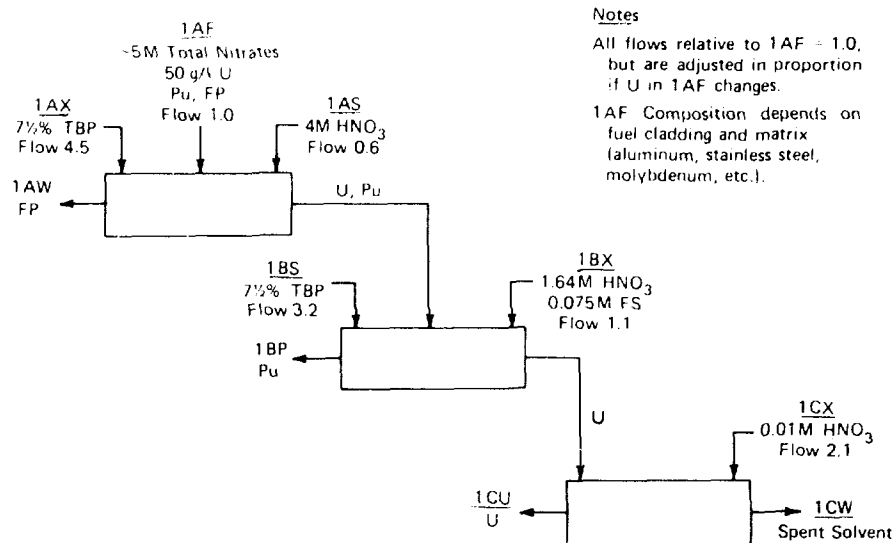 1AF
~5M Total Nitrates
50 g/l U
Pu, FP
Flow 1.0
1AX
7½% TBP
Flow 4.5
1AS
4M HNO₃
Flow 0.6
1AW
FP
U, Pu
Notes
All flows relative to 1AF = 1.0,
but are adjusted in proportion
if U in 1AF changes.
1AF Composition depends on
fuel cladding and matrix
(aluminum, stainless steel,
molybdenum, etc.).
1BS
7½% TBP
Flow 3.2
1BX
1.64M HNO₃
0.075M FS
Flow 1.1
1BP
Pu
U
1CX
0.01M HNO₃
Flow 2.1
1CU
U
1CW
Spent Solvent